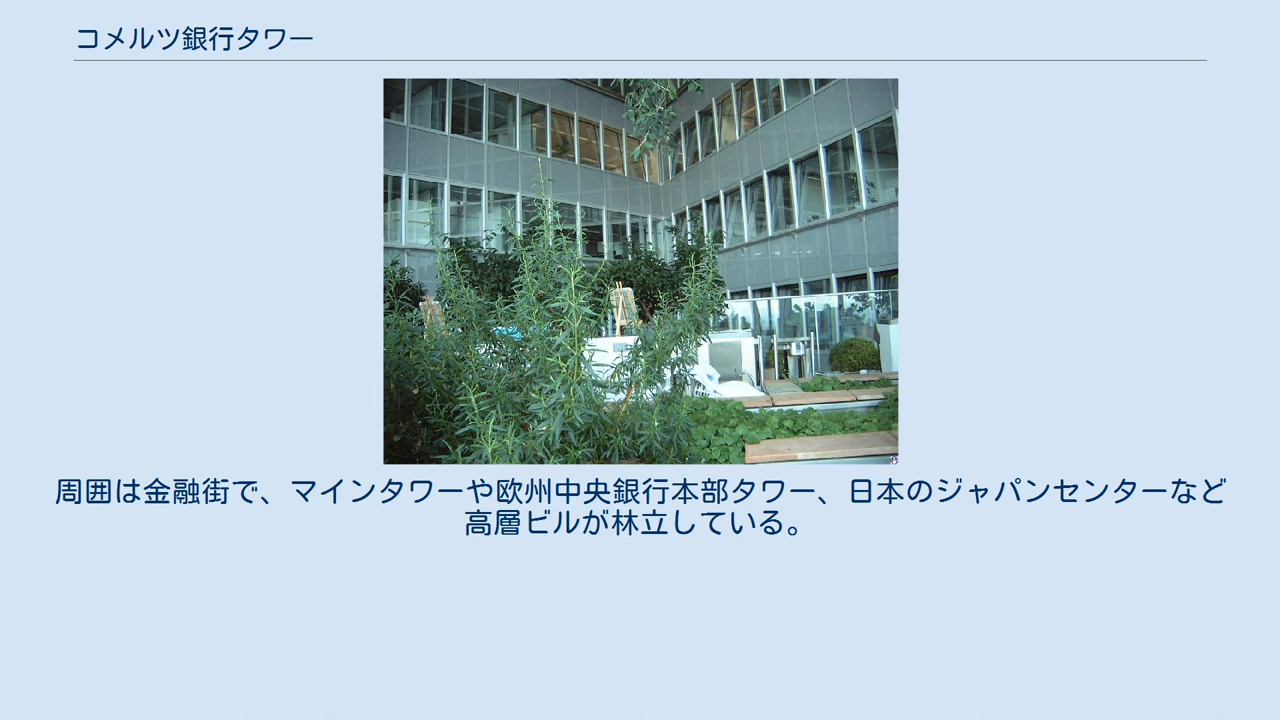 コメルツ銀行タワー
周囲は金融街で、マインタワーや欧州中央銀行本部タワー、日本のジャパンセンターなど
高層ビルが林立している。